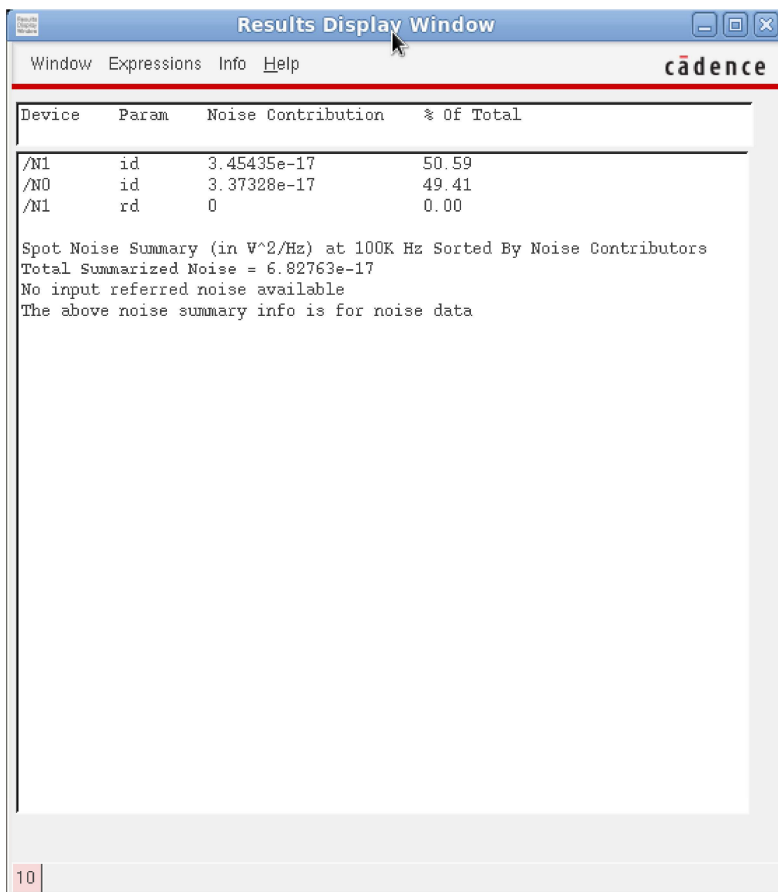 Results Display Window
Window Expressions Info Help
cādence
Device Param Noise Contribution % Of Total
/N1 id 3.45435e-17 50.59
/N0 id 3.37328e-17 49.41
/N1 rd 0 0.00
Spot Noise Summary (in V^2/Hz) at 100K Hz Sorted By Noise Contributors
Total Summarized Noise = 6.82763e-17
No input referred noise available
The above noise summary info is for noise data
10